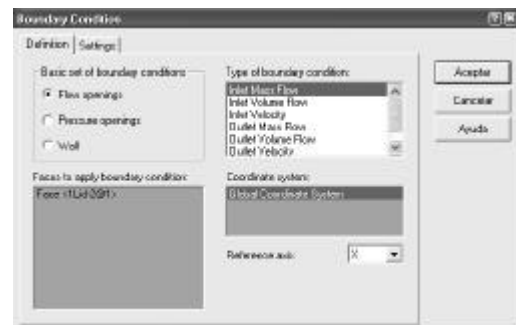 Boundary Condition
Definition Settings
Basic set of boundary conditions
Flow openings
Pressure openings
Wall
Type of boundary condition:
Inlet Mass Flow
Inlet Volume Flow
Inlet Velocity
Outlet Mass Flow
Outlet Volume Flow
Outlet Velocity
Aceptar
Cancelar
Ayuda
Faces to apply boundary condition:
Face <1
Coordinate system:
Global Coordinate System
Reference axis:
X